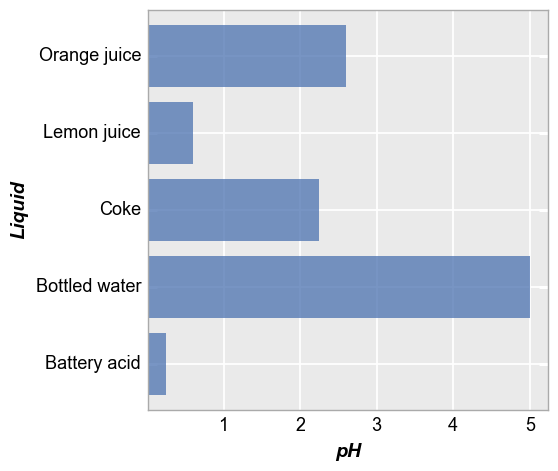 Orange juice
Lemon juice
Coke
Bottled water
Battery acid
Liquid
1 2 3 4 5
pH